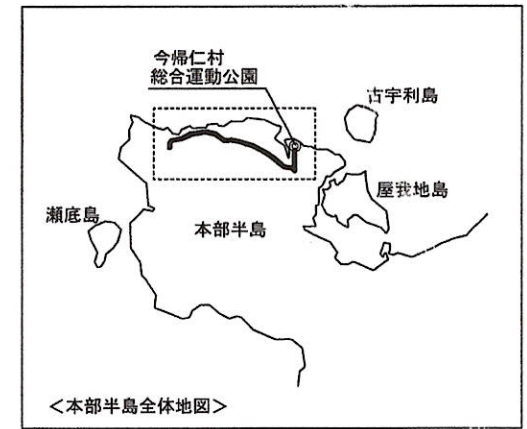 今帰仁村
総合運動公園
古宇利島
屋我地島
瀬底島
本部半島
＜本部半島全体地図＞